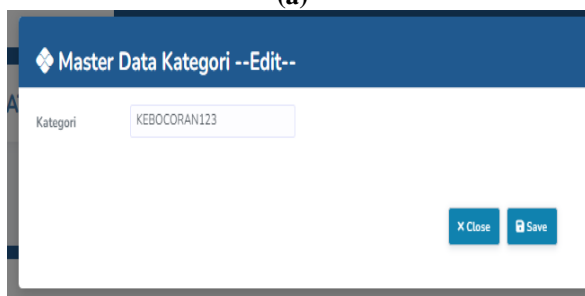 (a)
Master Data Kategori --Edit--
A
Kategori KEBOCORAN123
X Close Save